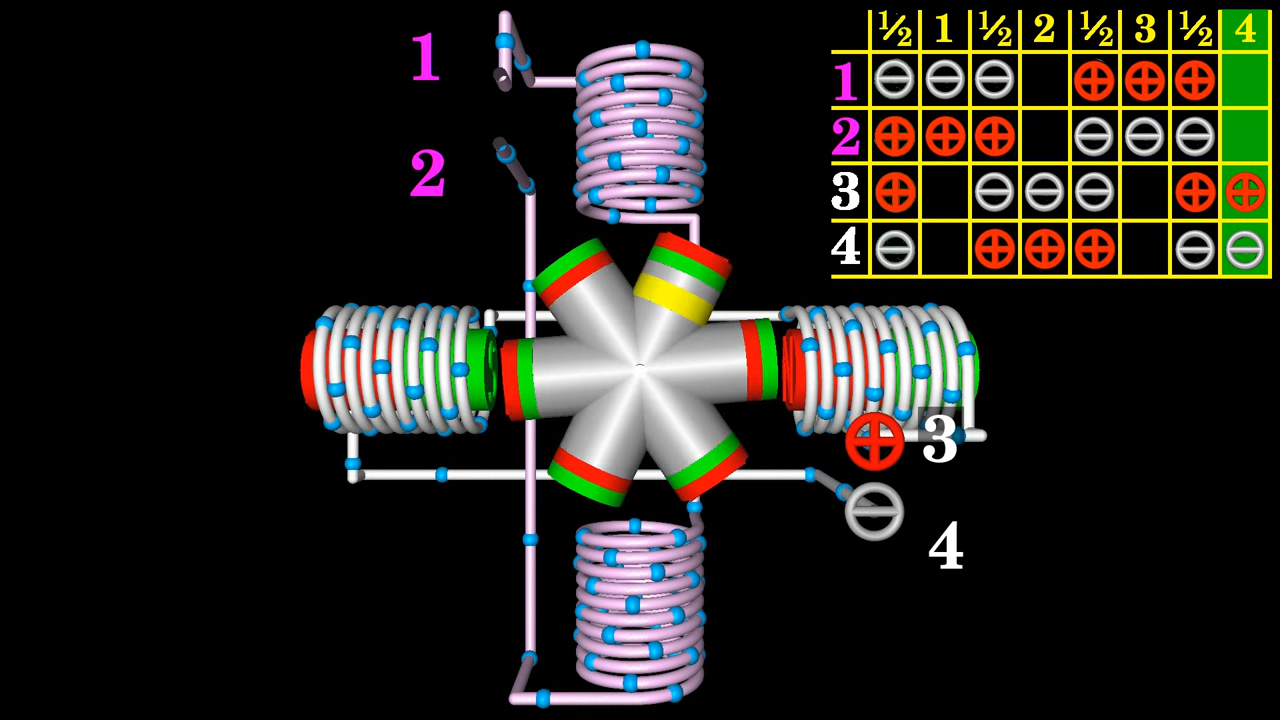 1
2
3
4
½ 1 ½ 2 ½ 3 ½ 4
1 ⊖ ⊖ ⊖ ⊕ ⊕ ⊕
2 ⊕ ⊕ ⊕ ⊖ ⊖ ⊖
3 ⊕ ⊖ ⊖ ⊖ ⊕ ⊕
4 ⊖ ⊕ ⊕ ⊕ ⊖ ⊖